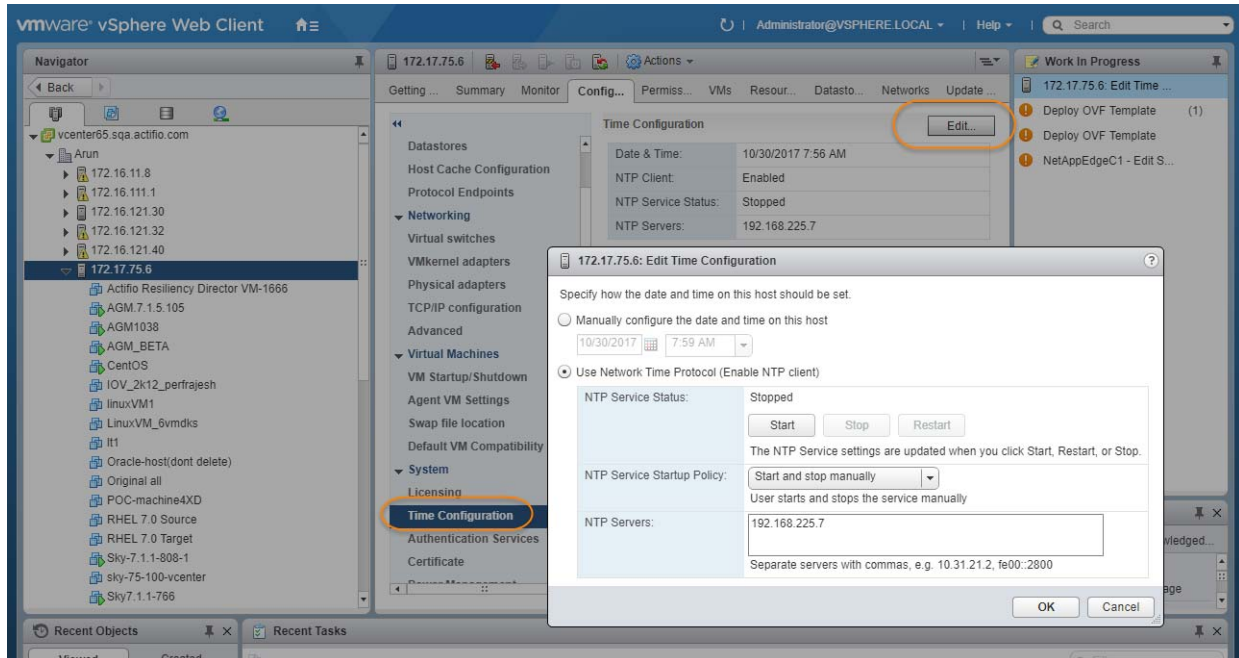 vmware® vSphere Web Client
Administrator@VSPHERE.LOCAL
Help
Search
Navigator
Back
vcenter65.sqa.actifio.com
Arun
172.16.11.8
172.16.111.1
172.16.121.30
172.16.121.32
172.16.121.40
172.17.75.6
Actifio Resiliency Director VM-1666
AGM.7.1.5.105
AGM1038
AGM_BETA
CentOS
IOV_2k12_perfrajesh
linuxVM1
LinuxVM_6vmdks
lt1
Oracle-host(dont delete)
Original all
POC-machine4XD
RHEL 7.0 Source
RHEL 7.0 Target
Sky-7.1.1-808-1
sky-75-100-vcenter
Sky7.1.1-766
172.17.75.6
Actions
Getting ... Summary Monitor Config... Permiss... VMs Resour... Datasto... Networks Update ...
Datastores
Host Cache Configuration
Protocol Endpoints
Networking
Virtual switches
VMkernel adapters
Physical adapters
TCP/IP configuration
Advanced
Virtual Machines
VM Startup/Shutdown
Agent VM Settings
Swap file location
Default VM Compatibility
System
Licensing
Time Configuration
Authentication Services
Certificate
Time Configuration
Edit...
Date & Time: 10/30/2017 7:56 AM
NTP Client: Enabled
NTP Service Status: Stopped
NTP Servers: 192.168.225.7
Work In Progress
172.17.75.6: Edit Time ...
Deploy OVF Template (1)
Deploy OVF Template
NetAppEdgeC1 - Edit S...
172.17.75.6: Edit Time Configuration
Specify how the date and time on this host should be set.
Manually configure the date and time on this host
10/30/2017 7:59 AM
Use Network Time Protocol (Enable NTP client)
NTP Service Status: Stopped
Start Stop Restart
The NTP Service settings are updated when you click Start, Restart, or Stop.
NTP Service Startup Policy: Start and stop manually
User starts and stops the service manually
NTP Servers: 192.168.225.7
Separate servers with commas, e.g. 10.31.21.2, fe00::2800
OK Cancel
Recent Objects
Recent Tasks